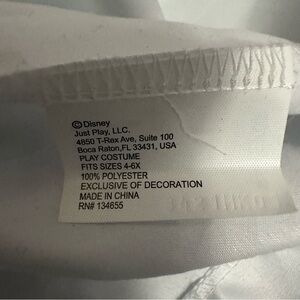 © Disney
Just Play, LLC.
4850 T-Rex Ave, Suite 100
Boca Raton,FL 33431, USA
PLAY COSTUME
FITS SIZES 4-6X
100% POLYESTER
EXCLUSIVE OF DECORATION
MADE IN CHINA
RN# 134655